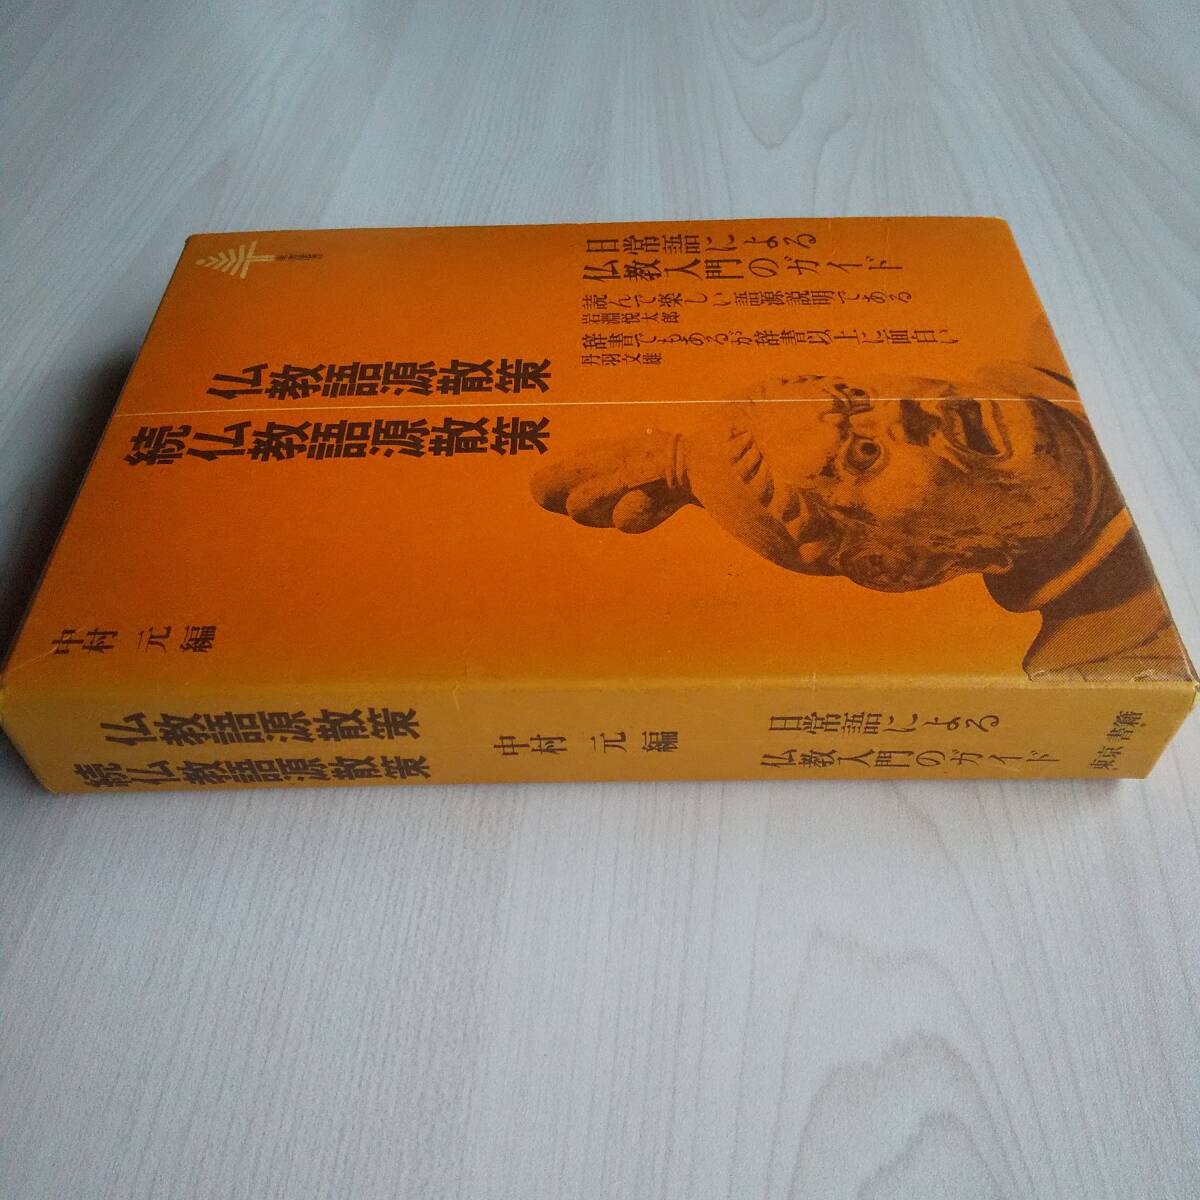 日常語による
仏教入門のガイド
読んで楽しい語源説明である
岩淵悦太郎
辞書でもあるが辞書以上に面白い
丹羽文雄
仏教語源散策
続仏教語源散策
中村 元編
東京選書
仏教語源散策
続仏教語源散策
中村 元編
日常語による
仏教入門のガイド
東京書籍